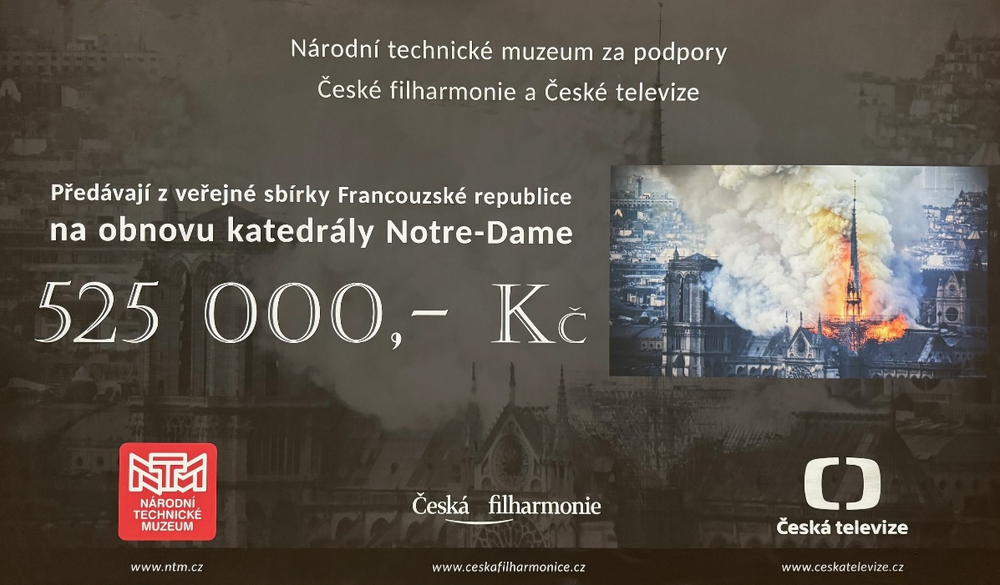 Národní technické muzeum za podpory
České filharmonie a České televize
Předávají z veřejné sbírky Francouzské republice
na obnovu katedrály Notre-Dame
525 000,- Kč
NTM
NÁRODNÍ
TECHNICKÉ
MUZEUM
Česká filharmonie
Česká televize
www.ntm.cz
www.ceskafilharmonice.cz
www.ceskatelevize.cz